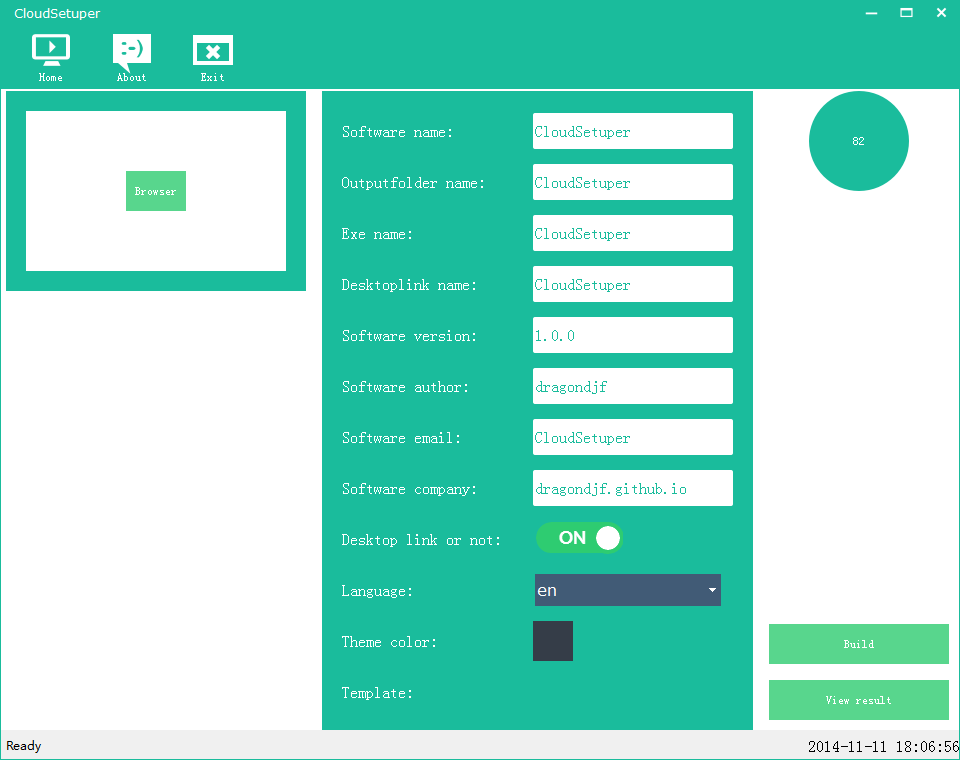 CloudSetuper
Home About Exit
Browser
Software name: CloudSetuper
Outputfolder name: CloudSetuper
Exe name: CloudSetuper
Desktoplink name: CloudSetuper
Software version: 1.0.0
Software author: dragondjf
Software email: CloudSetuper
Software company: dragondjf.github.io
Desktop link or not: ON
Language: en
Theme color:
Template:
82
Build
View result
Ready 2014-11-11 18:06:56